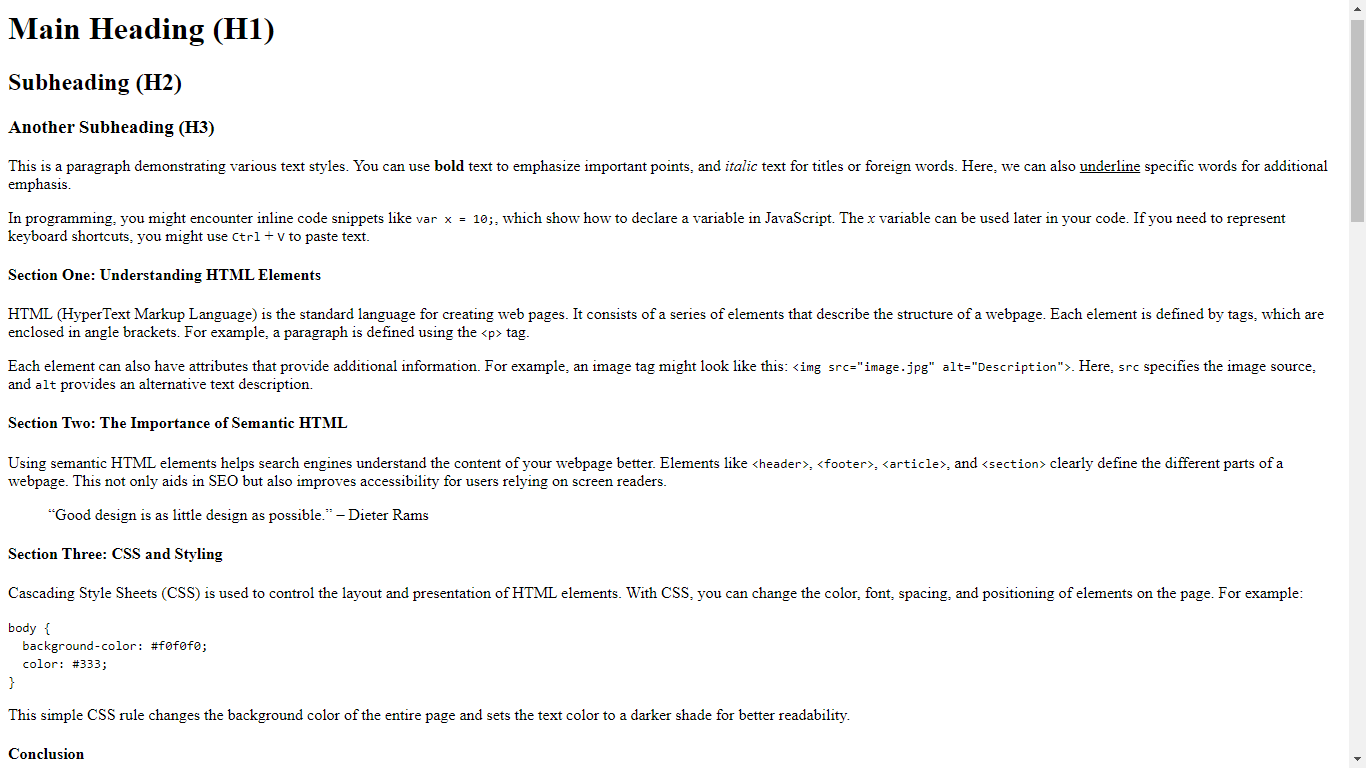 Main Heading (H1)
Subheading (H2)
Another Subheading (H3)
This is a paragraph demonstrating various text styles. You can use bold text to emphasize important points, and italic text for titles or foreign words. Here, we can also underline specific words for additional
emphasis.
In programming, you might encounter inline code snippets like var x = 10;, which show how to declare a variable in JavaScript. The x variable can be used later in your code. If you need to represent
keyboard shortcuts, you might use Ctrl + V to paste text.
Section One: Understanding HTML Elements
HTML (HyperText Markup Language) is the standard language for creating web pages. It consists of a series of elements that describe the structure of a webpage. Each element is defined by tags, which are
enclosed in angle brackets. For example, a paragraph is defined using the <p> tag.
Each element can also have attributes that provide additional information. For example, an image tag might look like this: <img src="image.jpg" alt="Description">. Here, src specifies the image source,
and alt provides an alternative text description.
Section Two: The Importance of Semantic HTML
Using semantic HTML elements helps search engines understand the content of your webpage better. Elements like <header>, <footer>, <article>, and <section> clearly define the different parts of a
webpage. This not only aids in SEO but also improves accessibility for users relying on screen readers.
“Good design is as little design as possible.” – Dieter Rams
Section Three: CSS and Styling
Cascading Style Sheets (CSS) is used to control the layout and presentation of HTML elements. With CSS, you can change the color, font, spacing, and positioning of elements on the page. For example:
body {
  background-color: #f0f0f0;
  color: #333;
}
This simple CSS rule changes the background color of the entire page and sets the text color to a darker shade for better readability.
Conclusion